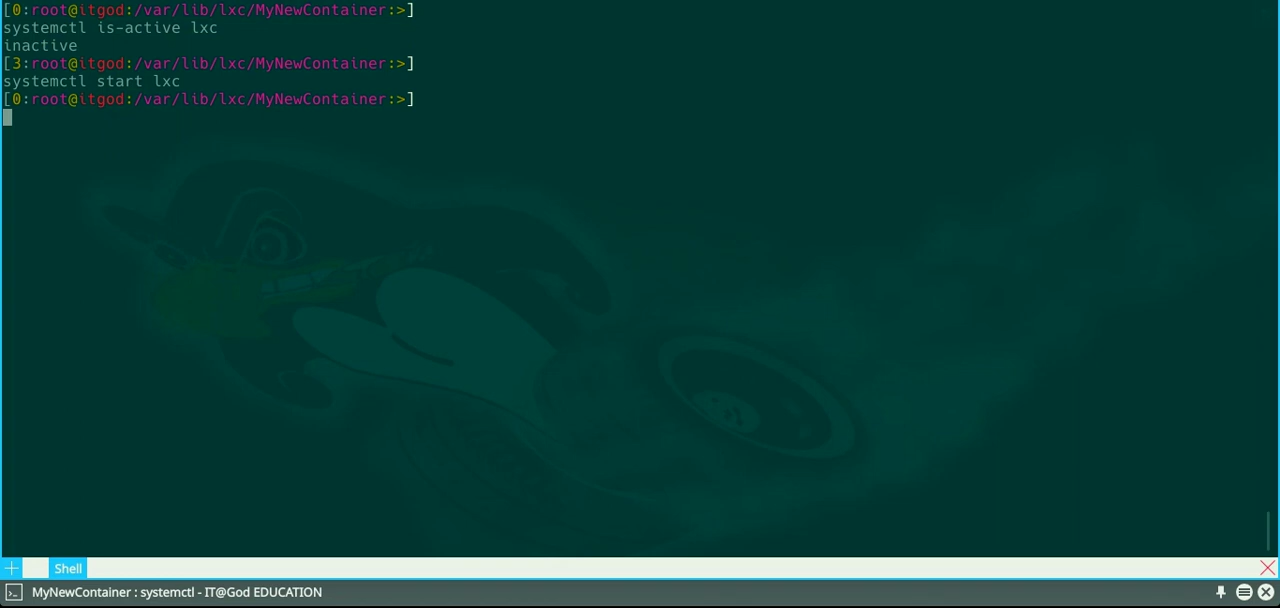 [0:root@itgod:/var/lib/lxc/MyNewContainer:>]
systemctl is-active lxc
inactive
[3:root@itgod:/var/lib/lxc/MyNewContainer:>]
systemctl start lxc
[0:root@itgod:/var/lib/lxc/MyNewContainer:>]
Shell
MyNewContainer : systemctl - IT@God EDUCATION